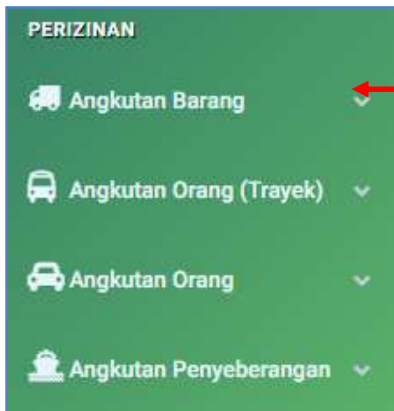 PERIZINAN
Angkutan Barang
Angkutan Orang (Trayek)
Angkutan Orang
Angkutan Penyeberangan